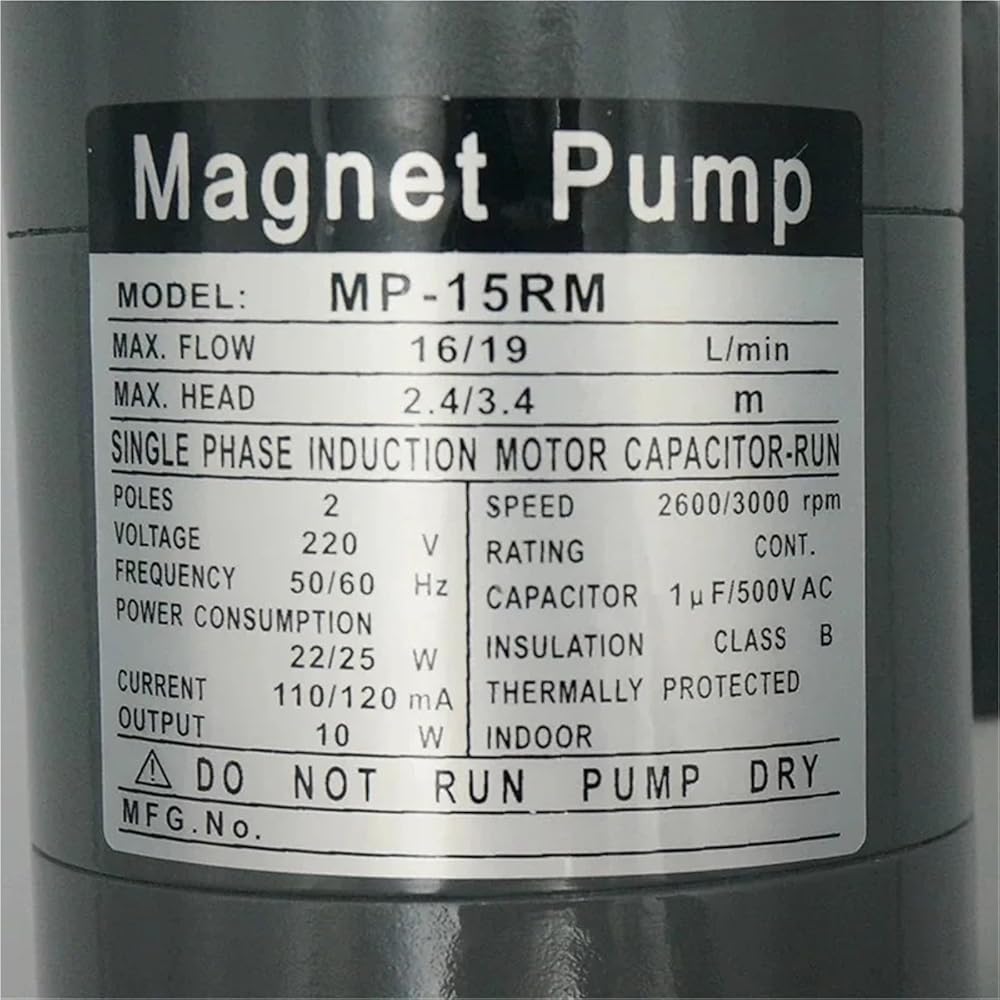 Magnet Pump
MODEL: MP-15RM
MAX. FLOW 16/19 L/min
MAX. HEAD 2.4/3.4 m
SINGLE PHASE INDUCTION MOTOR CAPACITOR-RUN
POLES 2
VOLTAGE 220 V
FREQUENCY 50/60 Hz
POWER CONSUMPTION
22/25 W
CURRENT 110/120 mA
OUTPUT 10 W
SPEED 2600/3000 rpm
RATING CONT.
CAPACITOR 1μF/500V AC
INSULATION CLASS B
THERMALLY PROTECTED
INDOOR
⚠ DO NOT RUN PUMP DRY
MFG.No.